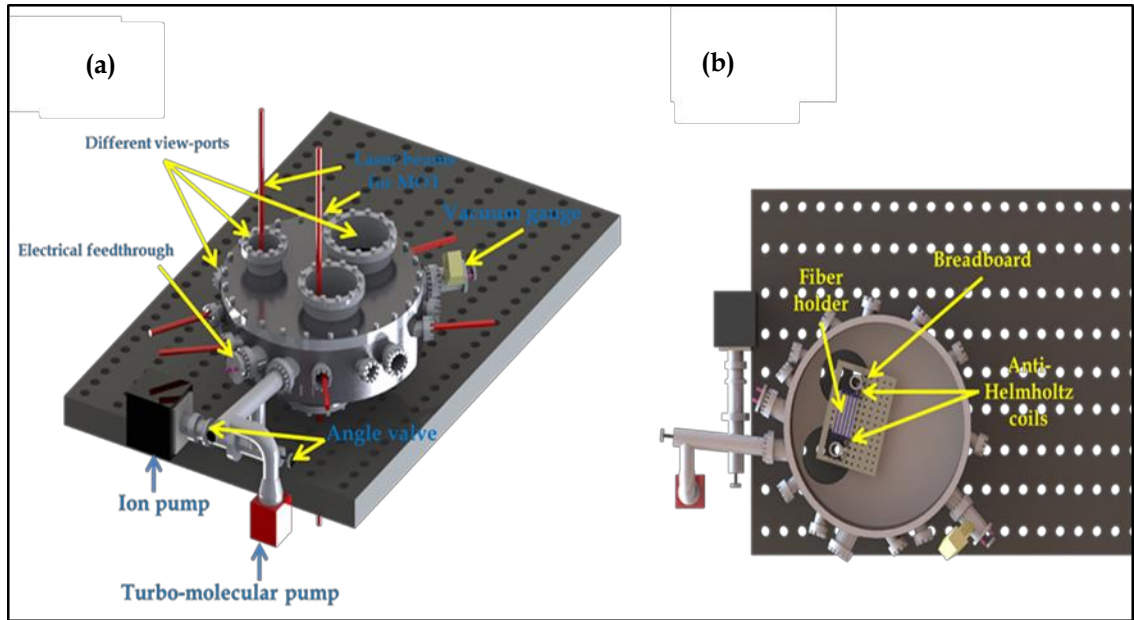 (a)
Different view-ports
Laser beams
for MOT
Vacuum gauge
Electrical feedthrough
Angle valve
Ion pump
Turbo-molecular pump
(b)
Breadboard
Fiber
holder
Anti-
Helmholtz
coils